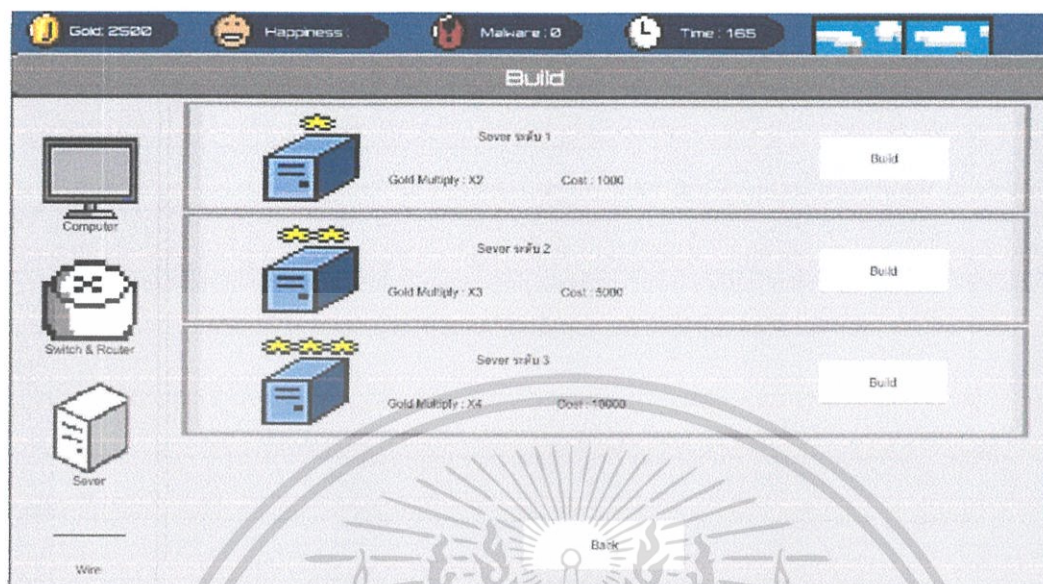 Gold: 2500
Happiness :
Malware : 0
Time : 165
Build
Computer
Switch & Router
Sever
Wire
Sever ระดับ 1
Gold Multiply : X2
Cost : 1000
Build
Sever ระดับ 2
Gold Multiply : X3
Cost : 5000
Build
Sever ระดับ 3
Gold Multiply : X4
Cost : 10000
Build
Back